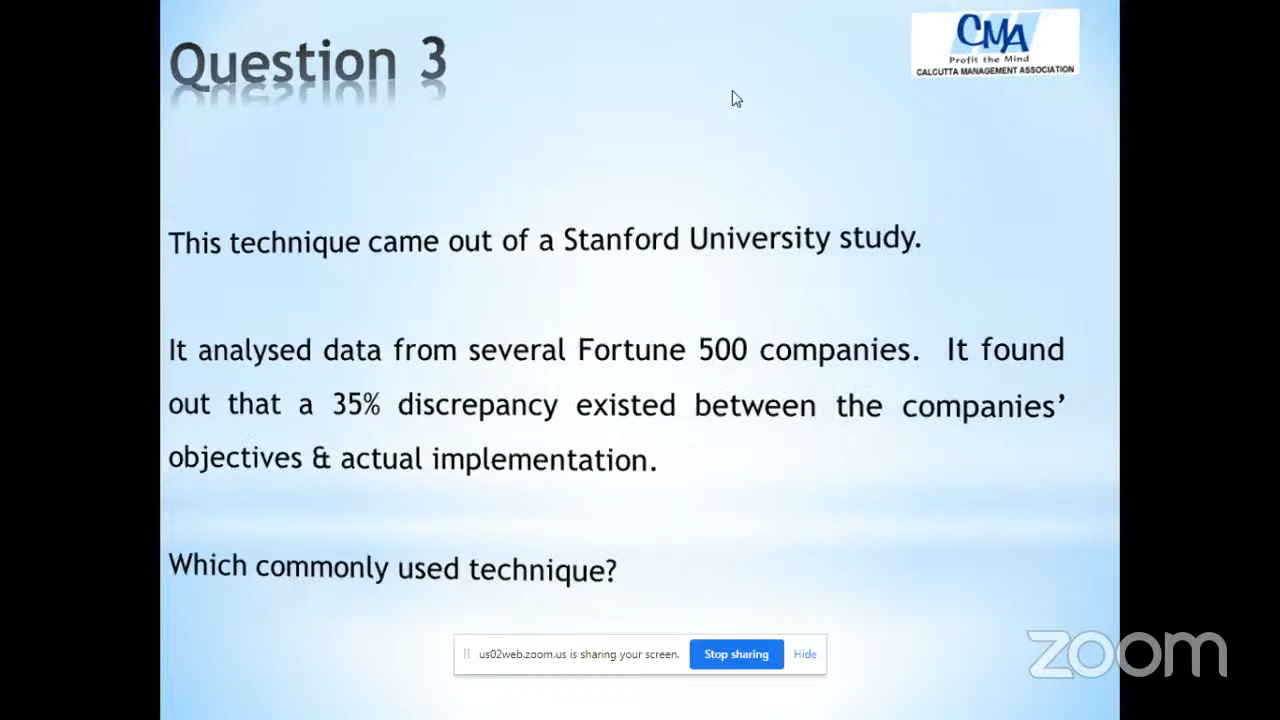 Question 3
CMA
Profit the Mind
CALCUTTA MANAGEMENT ASSOCIATION
This technique came out of a Stanford University study.
It analysed data from several Fortune 500 companies. It found
out that a 35% discrepancy existed between the companies’
objectives & actual implementation.
Which commonly used technique?
us02web.zoom.us is sharing your screen. Stop sharing Hide
zoom